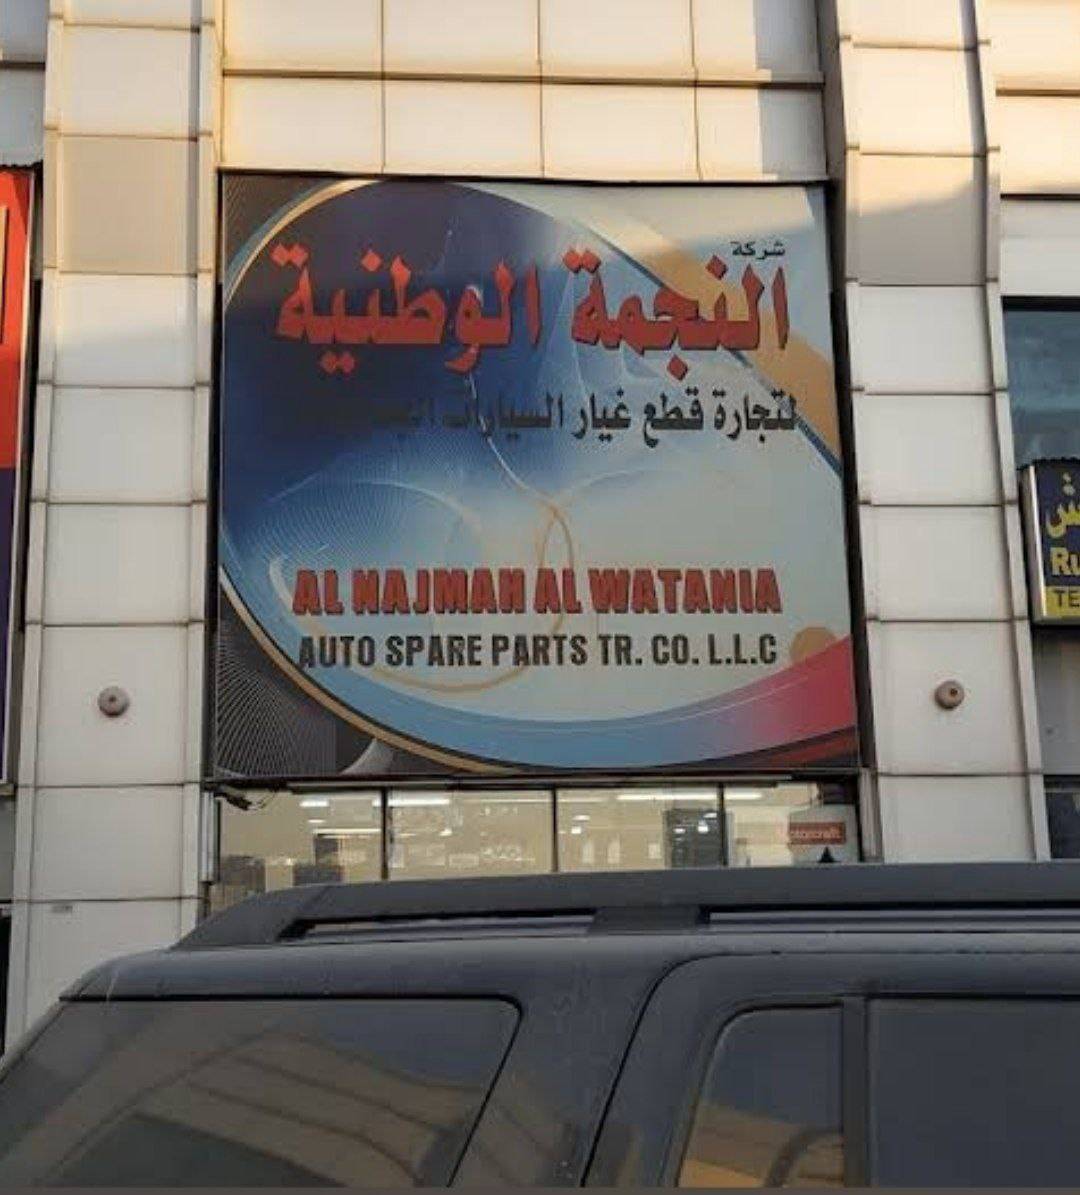 شركة
النجمة الوطنية
لتجارة قطع غيار السيارات
AL NAJMAH AL WATANIA
AUTO SPARE PARTS TR. CO. L.L.C